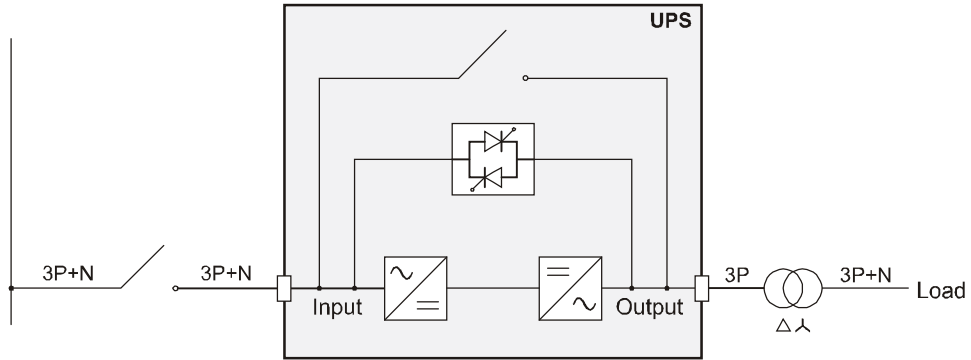 UPS
3P+N
3P+N
Input
Output
3P
3P+N
Load